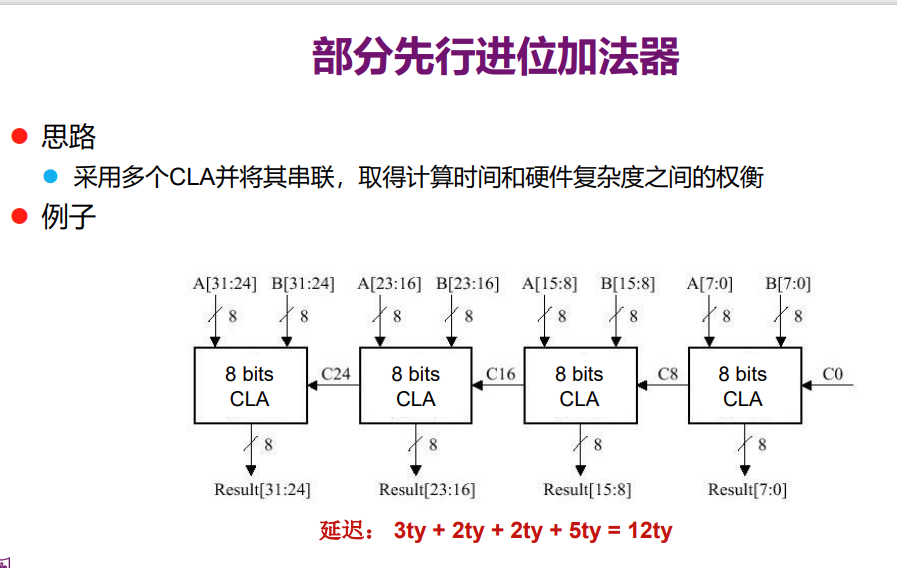 部分先行进位加法器
思路
采用多个CLA并将其串联，取得计算时间和硬件复杂度之间的权衡
例子
A[31:24] B[31:24] A[23:16] B[23:16] A[15:8] B[15:8] A[7:0] B[7:0]
8 8 8 8 8 8 8 8
8 bits CLA C24 8 bits CLA C16 8 bits CLA C8 8 bits CLA C0
8 8 8 8
Result[31:24] Result[23:16] Result[15:8] Result[7:0]
延迟： 3ty + 2ty + 2ty + 5ty = 12ty